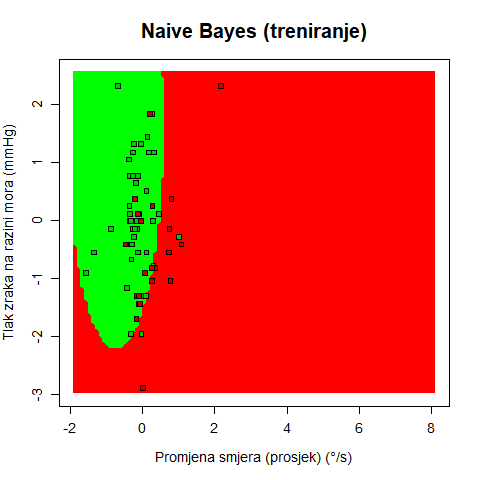 Naive Bayes (treniranje)
Tlak zraka na razini mora (mmHg)
2
1
0
-1
-2
-3
-2 0 2 4 6 8
Promjena smjera (prosjek) (°/s)